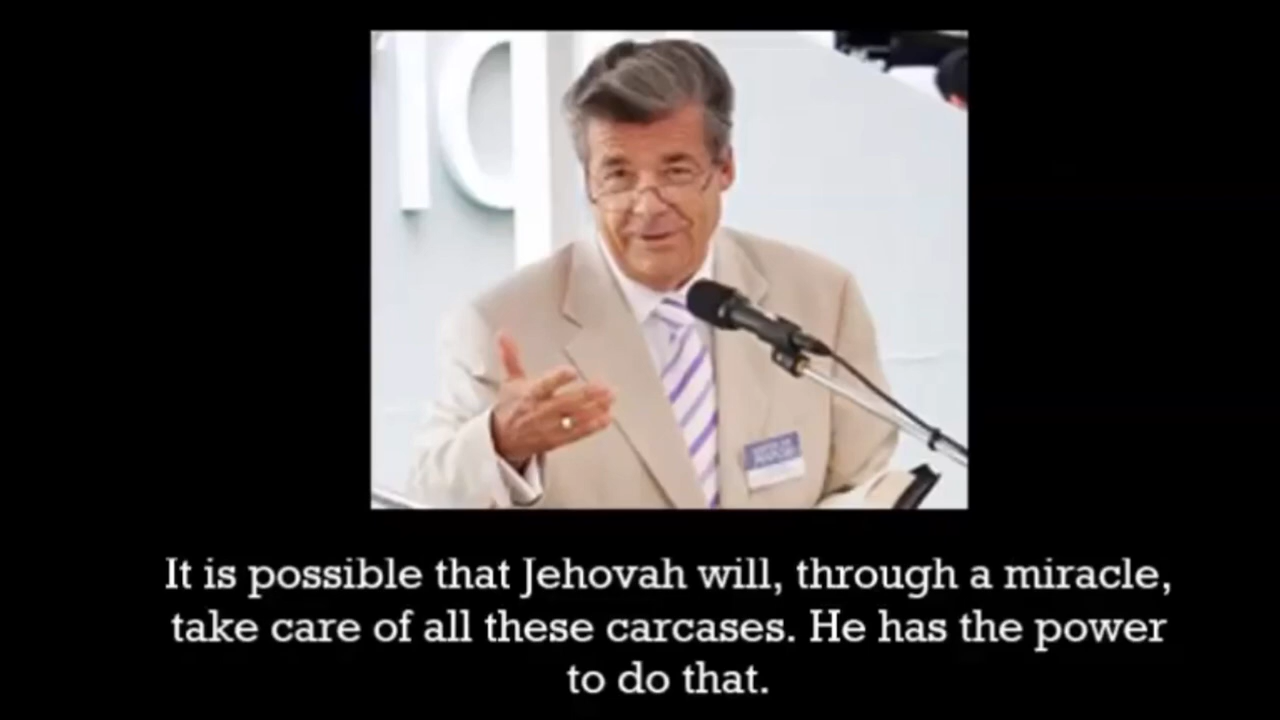 It is possible that Jehovah will, through a miracle,
take care of all these carcases. He has the power
to do that.